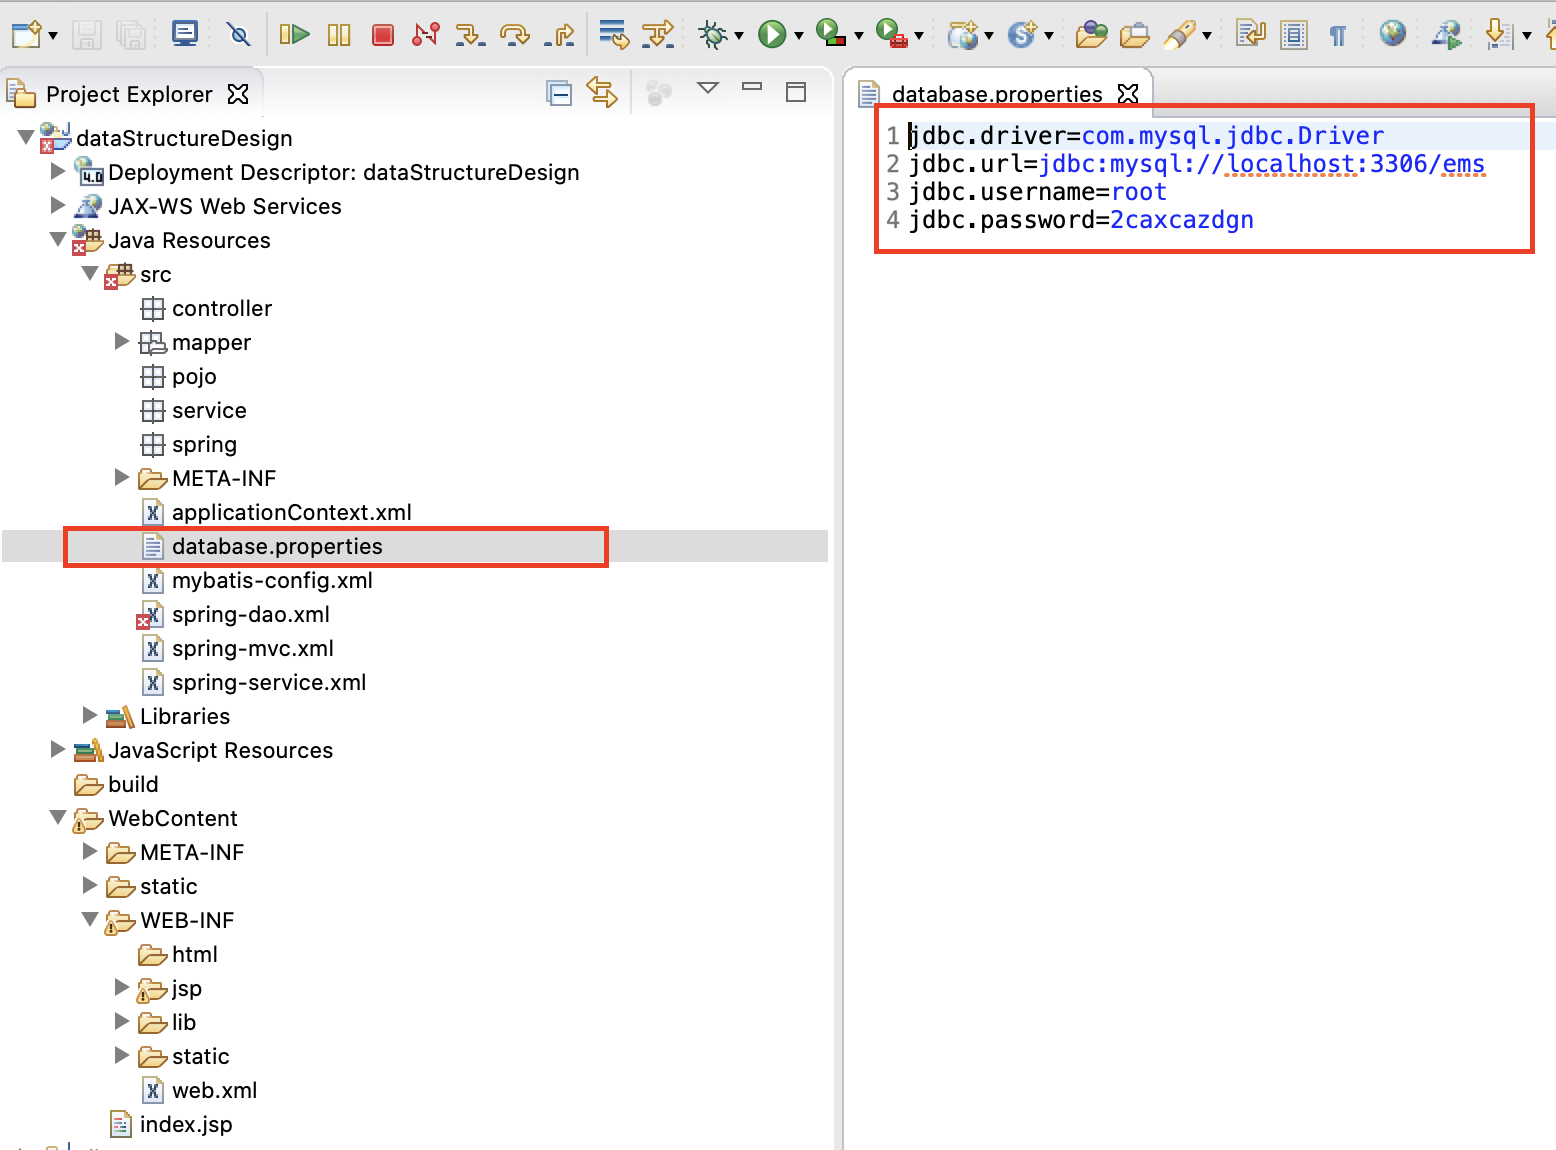 Project Explorer
dataStructureDesign
4.0 Deployment Descriptor: dataStructureDesign
JAX-WS Web Services
Java Resources
src
controller
mapper
pojo
service
spring
META-INF
applicationContext.xml
database.properties
mybatis-config.xml
spring-dao.xml
spring-mvc.xml
spring-service.xml
Libraries
JavaScript Resources
build
WebContent
META-INF
static
WEB-INF
html
jsp
lib
static
web.xml
index.jsp
database.properties
1 jdbc.driver=com.mysql.jdbc.Driver
2 jdbc.url=jdbc:mysql://localhost:3306/ems
3 jdbc.username=root
4 jdbc.password=2caxcazdgn